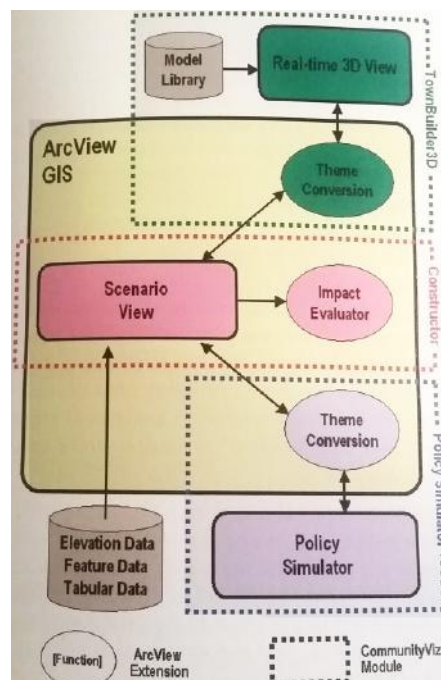 Model
Library
Real-time 3D View
TownBuilder3D
ArcView
GIS
Theme
Conversion
Scenario
View
Impact
Evaluator
Constructor
Theme
Conversion
Policy
Elevation Data
Feature Data
Tabular Data
Policy
Simulator
[Function]
ArcView
Extension
CommunityViz
Module